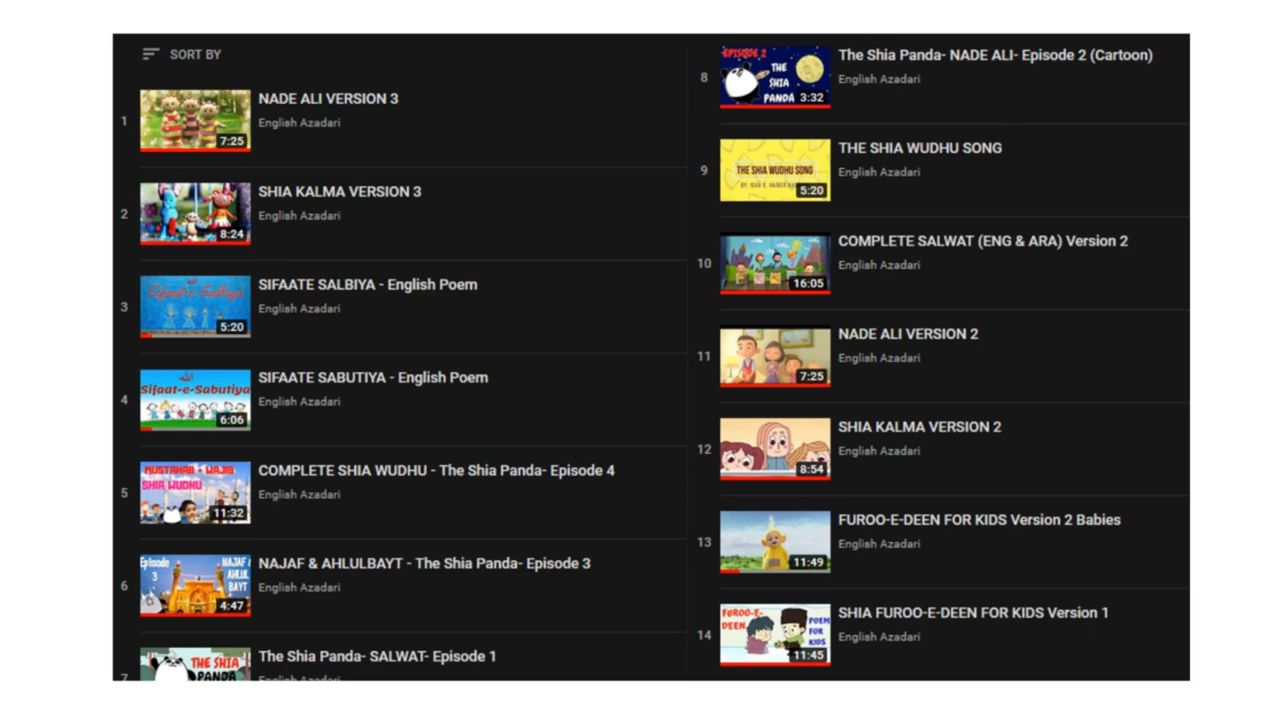 SORT BY
1
7:25
NADE ALI VERSION 3
English Azadari
2
8:24
SHIA KALMA VERSION 3
English Azadari
3
Sifaat-e-Salbiya
5:20
SIFAATE SALBIYA - English Poem
English Azadari
4
الله
Sifaat-e-Sabutiya
6:06
SIFAATE SABUTIYA - English Poem
English Azadari
5
MUSTAHAB + WAJIB
SHIA WUDHU
11:32
COMPLETE SHIA WUDHU - The Shia Panda- Episode 4
English Azadari
6
Episode
3
NAJAF &
AHLUL
BAYT
4:47
NAJAF & AHLULBAYT - The Shia Panda- Episode 3
English Azadari
7
THE SHIA
PANDA
The Shia Panda- SALWAT- Episode 1
English Azadari
8
EPISODE 2
THE
SHIA
PANDA
3:32
The Shia Panda- NADE ALI- Episode 2 (Cartoon)
English Azadari
9
THE SHIA WUDHU SONG
5:20
THE SHIA WUDHU SONG
English Azadari
10
16:05
COMPLETE SALWAT (ENG & ARA) Version 2
English Azadari
11
7:25
NADE ALI VERSION 2
English Azadari
12
8:54
SHIA KALMA VERSION 2
English Azadari
13
11:49
FUROO-E-DEEN FOR KIDS Version 2 Babies
English Azadari
14
FUROO-E-
DEEN
POEM
FOR
KIDS
11:45
SHIA FUROO-E-DEEN FOR KIDS Version 1
English Azadari